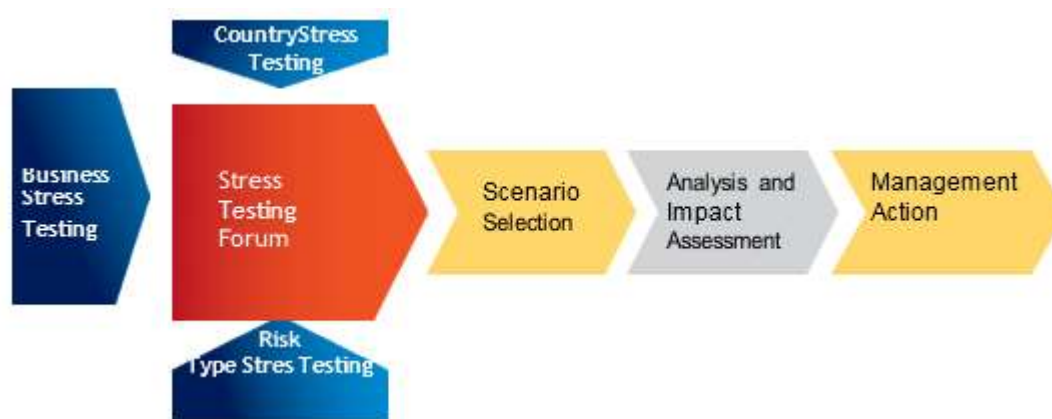 CountryStress
Testing
Business
Stress
Testing
Stress
Testing
Forum
Scenario
Selection
Analysis and
Impact
Assessment
Management
Action
Risk
Type Stres Testing